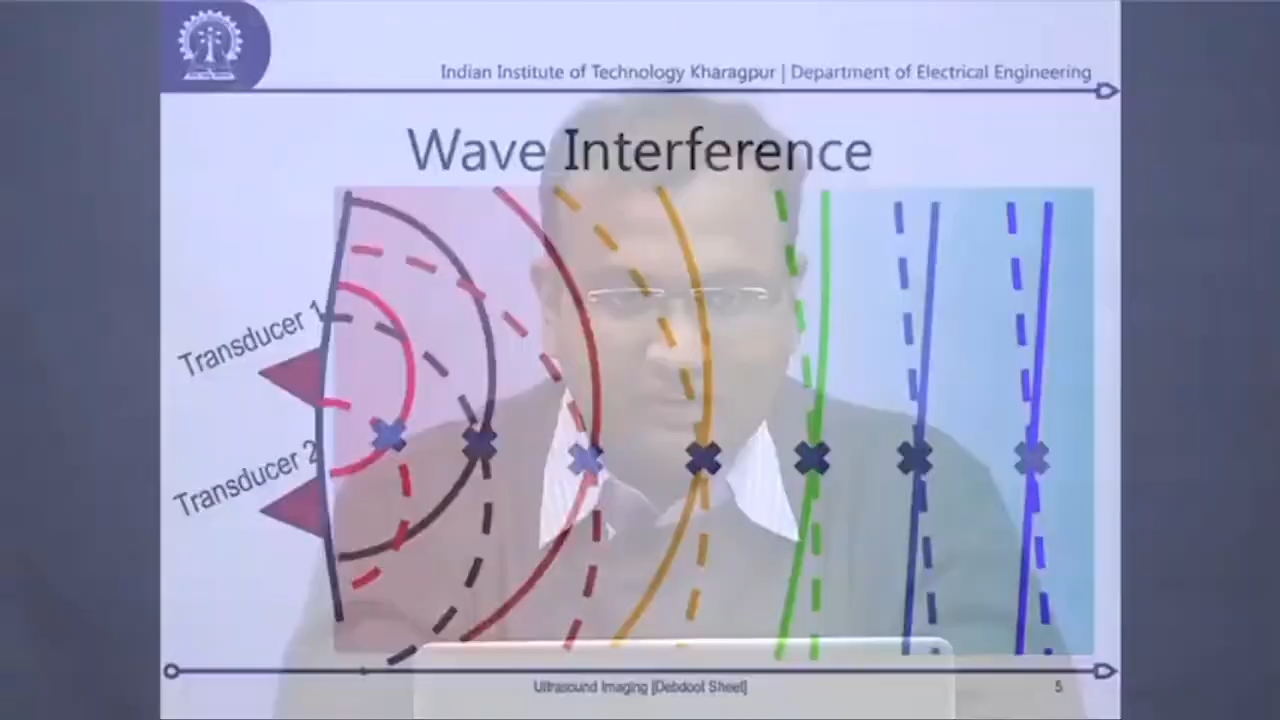 Indian Institute of Technology Kharagpur | Department of Electrical Engineering
Wave Interference
Transducer 1
Transducer 2
Ultrasound Imaging [Debdoot Sheet]
5